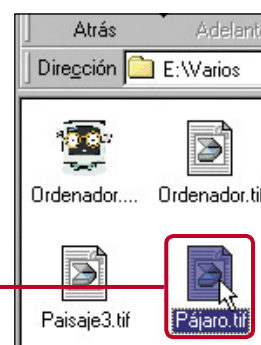 Atrás Adelant
Dirección E:\Varios
Ordenador.... Ordenador.tif
Paisaje3.tif Pájaro.tif